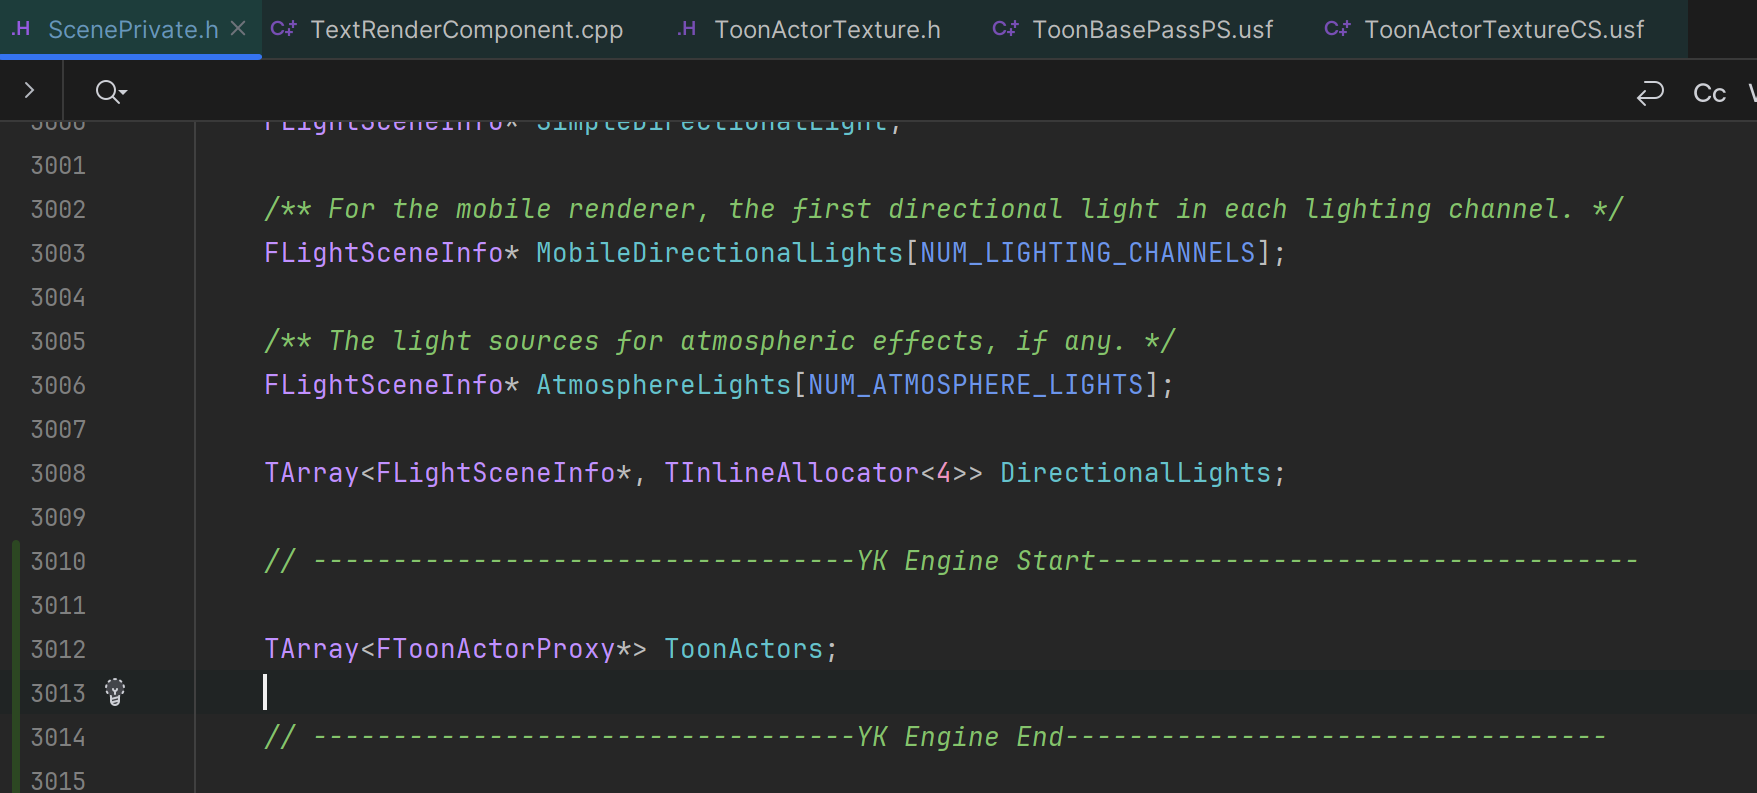 .H ScenePrivate.h C++ TextRenderComponent.cpp .H ToonActorTexture.h C++ ToonBasePassPS.usf C++ ToonActorTextureCS.usf
Cc
3000 FLightSceneInfo* SimpleDirectionalLight;
3001
3002 /** For the mobile renderer, the first directional light in each lighting channel. */
3003 FLightSceneInfo* MobileDirectionalLights[NUM_LIGHTING_CHANNELS];
3004
3005 /** The light sources for atmospheric effects, if any. */
3006 FLightSceneInfo* AtmosphereLights[NUM_ATMOSPHERE_LIGHTS];
3007
3008 TArray<FLightSceneInfo*, TInlineAllocator<4>> DirectionalLights;
3009
3010 // ----------------------------------YK Engine Start----------------------------------
3011
3012 TArray<FToonActorProxy*> ToonActors;
3013
3014 // ----------------------------------YK Engine End----------------------------------
3015